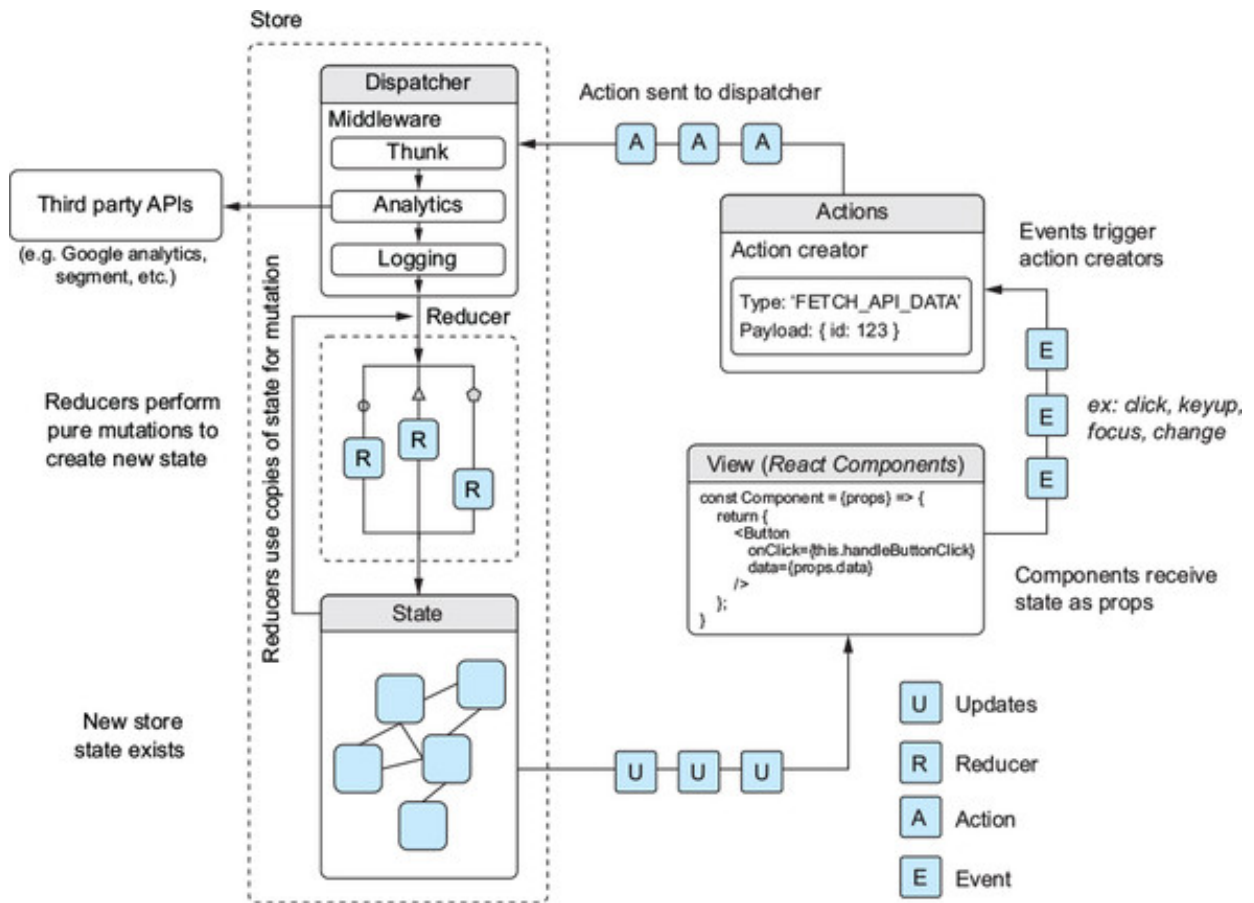 Store
Dispatcher
Middleware
Thunk
Analytics
Logging
Third party APIs
(e.g. Google analytics,
segment, etc.)
Action sent to dispatcher
A A A
Actions
Action creator
Type: ‘FETCH_API_DATA’
Payload: { id: 123 }
Events trigger
action creators
E
E
E
ex: click, keyup,
focus, change
Reducers use copies of state for mutation
Reducer
R
R
R
Reducers perform
pure mutations to
create new state
View (React Components)
const Component = {props} => {
return {
<Button
onClick={this.handleButtonClick}
data={props.data}
/>
};
}
Components receive
state as props
State
New store
state exists
U U U
U Updates
R Reducer
A Action
E Event